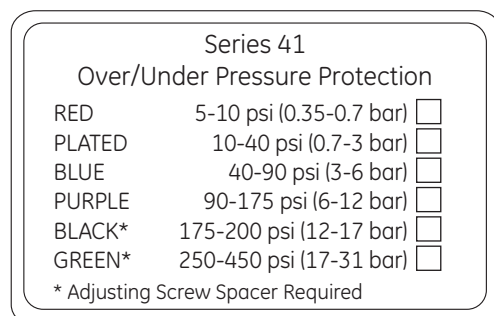 Series 41
Over/Under Pressure Protection
RED 5-10 psi (0.35-0.7 bar)
PLATED 10-40 psi (0.7-3 bar)
BLUE 40-90 psi (3-6 bar)
PURPLE 90-175 psi (6-12 bar)
BLACK* 175-200 psi (12-17 bar)
GREEN* 250-450 psi (17-31 bar)
* Adjusting Screw Spacer Required